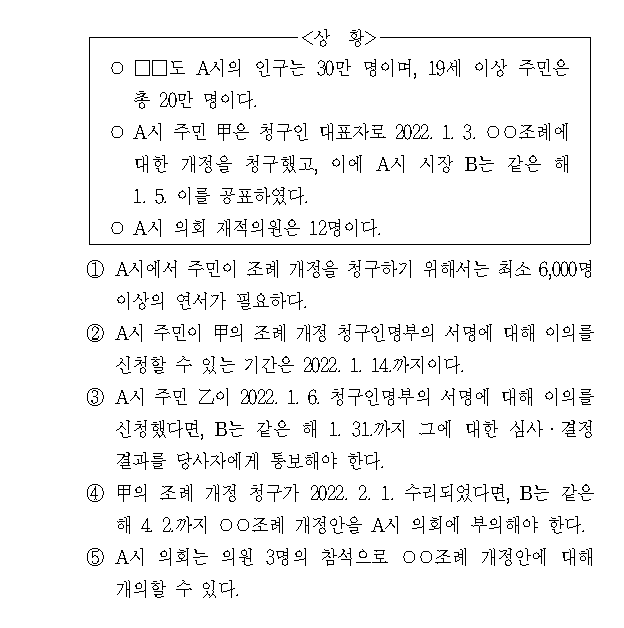 <상 황>
○ □□도 A시의 인구는 30만 명이며, 19세 이상 주민은
총 20만 명이다.
○ A시 주민 甲은 청구인 대표자로 2022. 1. 3. ○○조례에
대한 개정을 청구했고, 이에 A시 시장 B는 같은 해
1. 5. 이를 공표하였다.
○ A시 의회 재적의원은 12명이다.
① A시에서 주민이 조례 개정을 청구하기 위해서는 최소 6,000명
이상의 연서가 필요하다.
② A시 주민이 甲의 조례 개정 청구인명부의 서명에 대해 이의를
신청할 수 있는 기간은 2022. 1. 14.까지이다.
③ A시 주민 乙이 2022. 1. 6. 청구인명부의 서명에 대해 이의를
신청했다면, B는 같은 해 1. 31.까지 그에 대한 심사·결정
결과를 당사자에게 통보해야 한다.
④ 甲의 조례 개정 청구가 2022. 2. 1. 수리되었다면, B는 같은
해 4. 2.까지 ○○조례 개정안을 A시 의회에 부의해야 한다.
⑤ A시 의회는 의원 3명의 참석으로 ○○조례 개정안에 대해
개의할 수 있다.